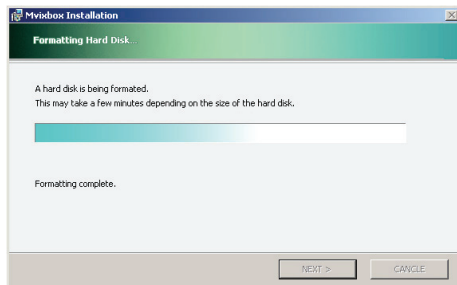 Mvixbox Installation
Formatting Hard Disk...
A hard disk is being formated.
This may take a few minutes depending on the size of the hard disk.
Formatting complete.
NEXT >
CANCLE